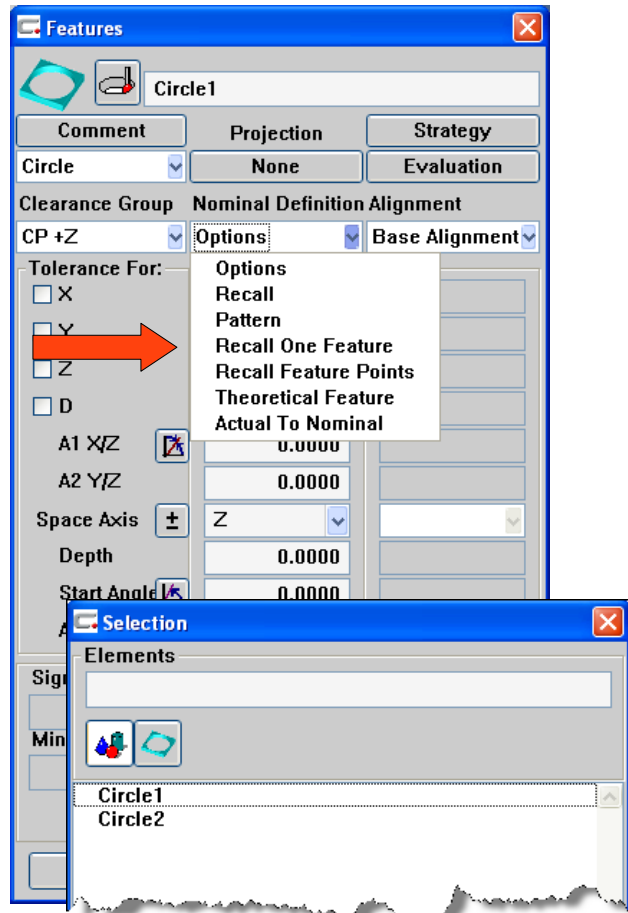 Features
Circle1
Comment Projection Strategy
Circle None Evaluation
Clearance Group Nominal Definition Alignment
CP +Z Options Base Alignment
Tolerance For:
Options
X
Recall
Pattern
Y
Recall One Feature
Z
Recall Feature Points
Theoretical Feature
D
Actual To Nominal
A1 X/Z 0.0000
A2 Y/Z 0.0000
Space Axis ± Z
Depth 0.0000
Start Angle 0.0000
A
Selection
Elements
Sig
Min
Circle1
Circle2